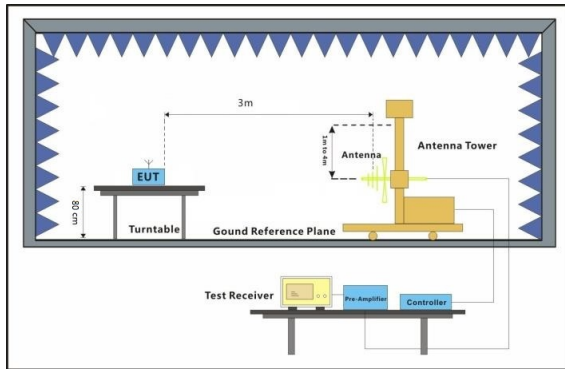 3m
1m to 4m
Antenna
Antenna Tower
EUT
80 cm
Turntable
Gound Reference Plane
Test Receiver
Pre-Amplifier
Controller